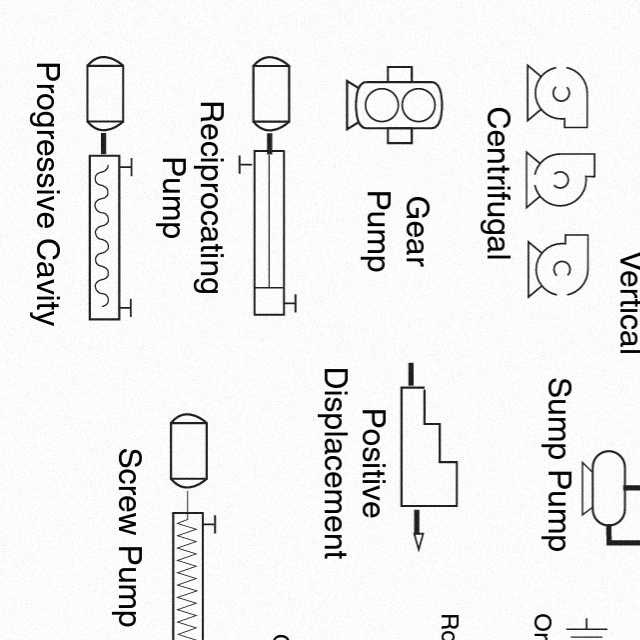 Vertical
Centrifugal
Gear
Pump
Reciprocating
Pump
Progressive Cavity
Sump Pump
Positive
Displacement
Screw Pump